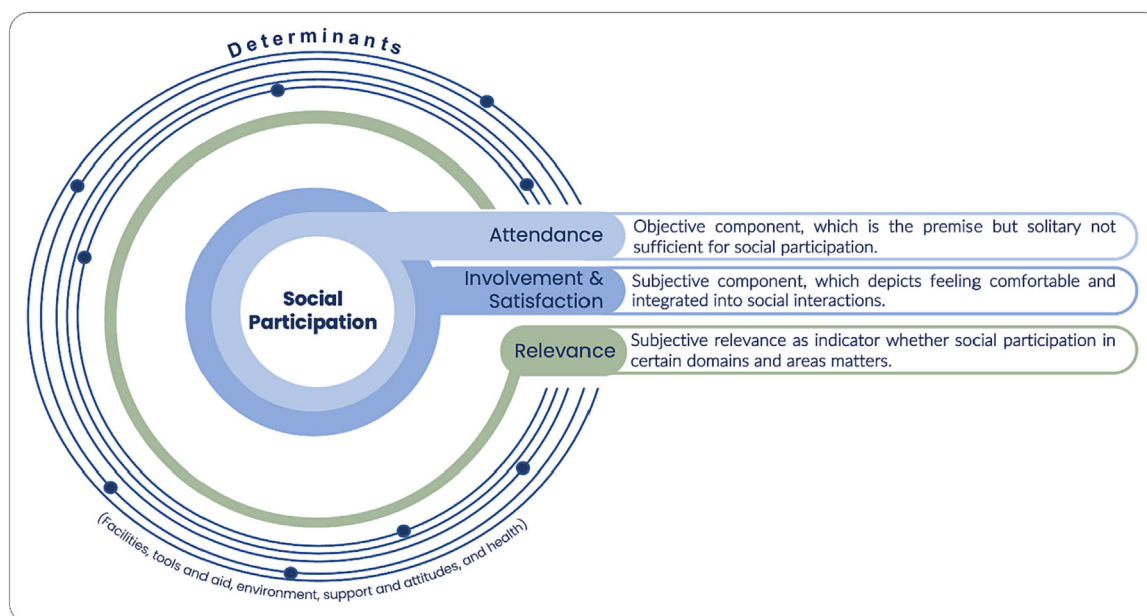 Determinants
Attendance
Objective component, which is the premise but solitary not
sufficient for social participation.
Involvement &
Satisfaction
Subjective component, which depicts feeling comfortable and
integrated into social interactions.
Social
Participation
Relevance
Subjective relevance as indicator whether social participation in
certain domains and areas matters.
(Facilities, tools and aid, environment, support and attitudes, and health)